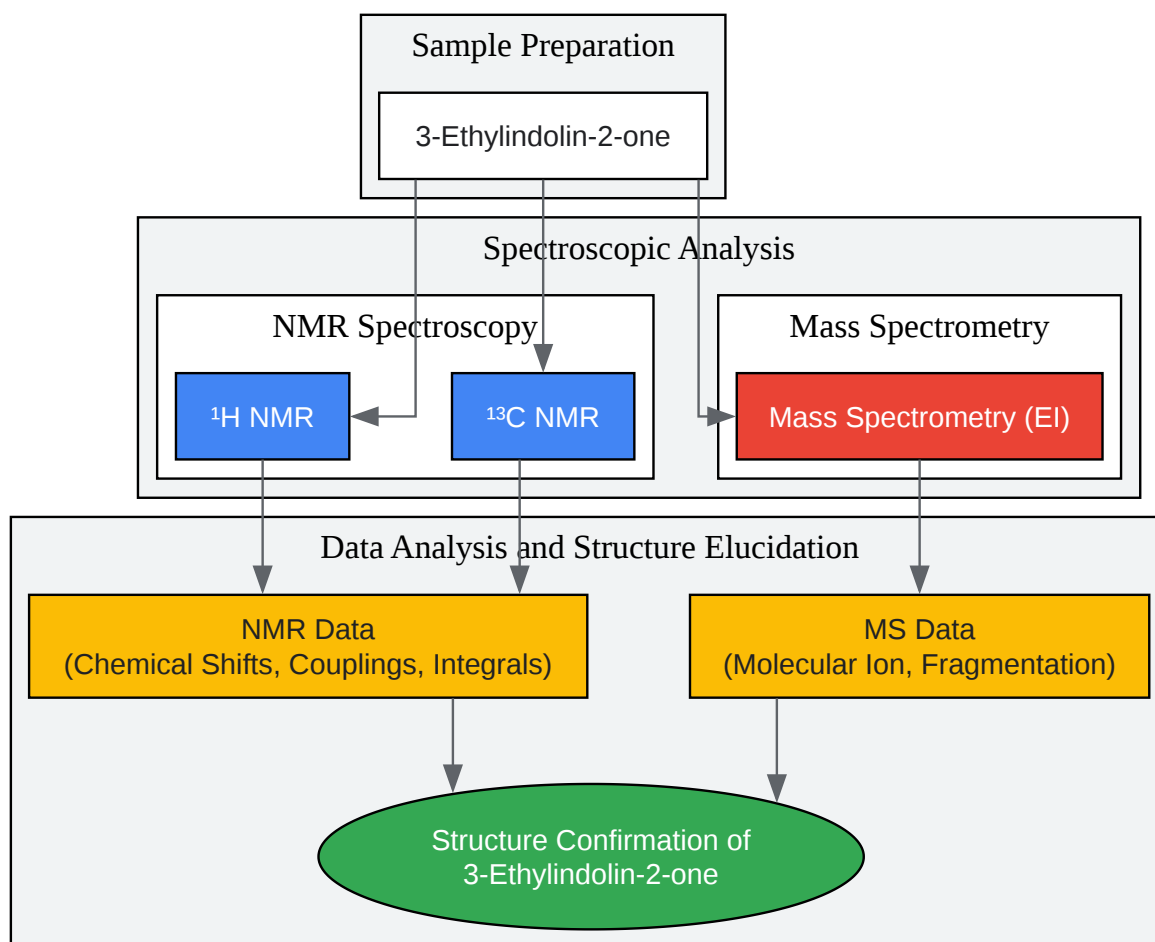 Sample Preparation
3-Ethylindolin-2-one
Spectroscopic Analysis
NMR Spectroscopy
Mass Spectrometry
¹H NMR
¹³C NMR
Mass Spectrometry (EI)
Data Analysis and Structure Elucidation
NMR Data
(Chemical Shifts, Couplings, Integrals)
MS Data
(Molecular Ion, Fragmentation)
Structure Confirmation of
3-Ethylindolin-2-one